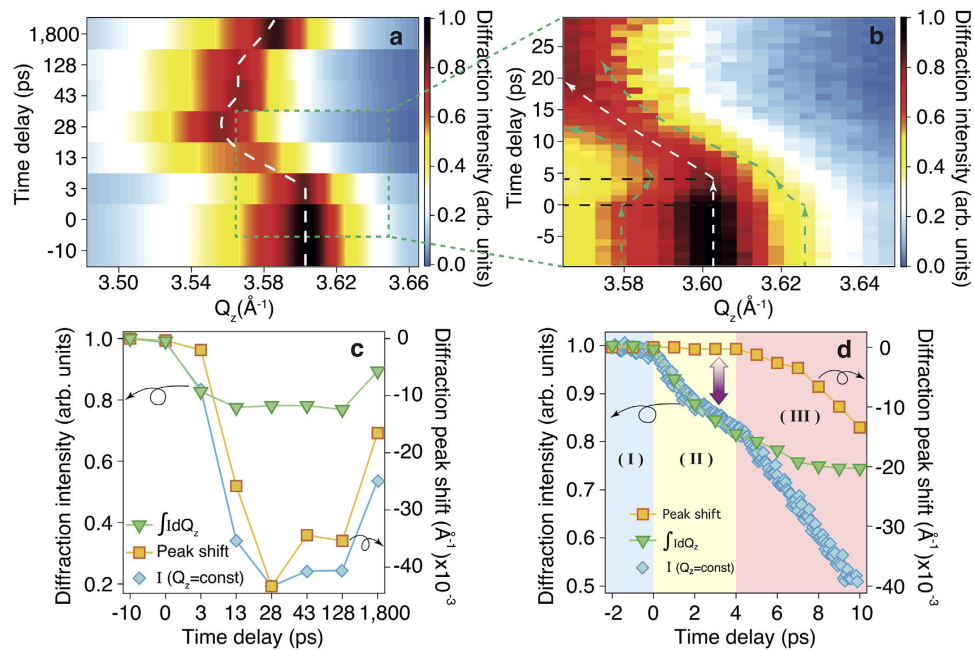 a
Time delay (ps)
1,800
128
43
28
13
3
0
-10
3.50
3.53
3.56
3.59
3.62
3.66
Q_z(Å⁻¹)
1.0
0.8
0.6
0.4
0.2
0.0
Diffraction intensity (arb. units)
b
Time delay (ps)
25
20
15
10
5
0
-5
3.58
3.60
3.62
3.64
Q_z(Å⁻¹)
1.0
0.8
0.6
0.4
0.2
0.0
Diffraction intensity (arb. units)
c
Diffraction intensity (arb. units)
1.0
0.8
0.6
0.4
0.2
∫IdQ_z
Peak shift
I (Q_z=const)
-10
0
3
13
28
43
128
1,800
Time delay (ps)
0
-10
-20
-30
-40
Diffraction peak shift (Å⁻¹)x10⁻³
d
Diffraction intensity (arb. units)
1.0
0.9
0.8
0.7
0.6
0.5
( I )
( II )
( III )
Peak shift
∫IdQ_z
I (Q_z=const)
-2
0
2
4
6
8
10
Time delay (ps)
0
-10
-20
-30
-40
Diffraction peak shift (Å⁻¹)x10⁻³